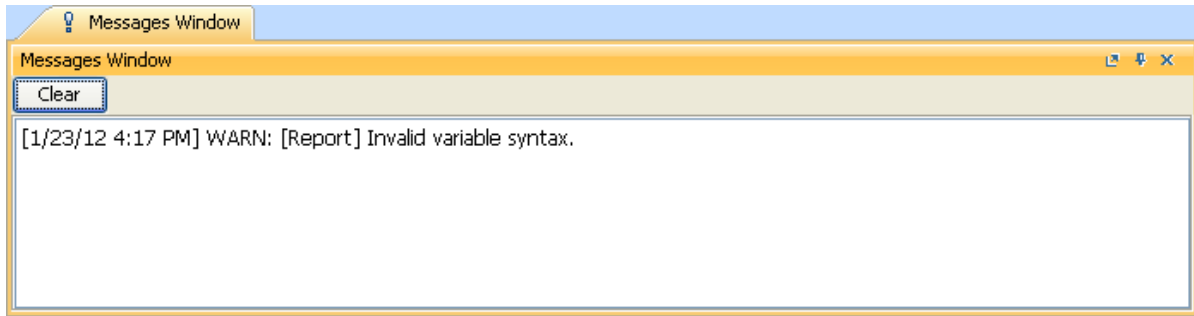 Messages Window
Messages Window
Clear
[1/23/12 4:17 PM] WARN: [Report] Invalid variable syntax.